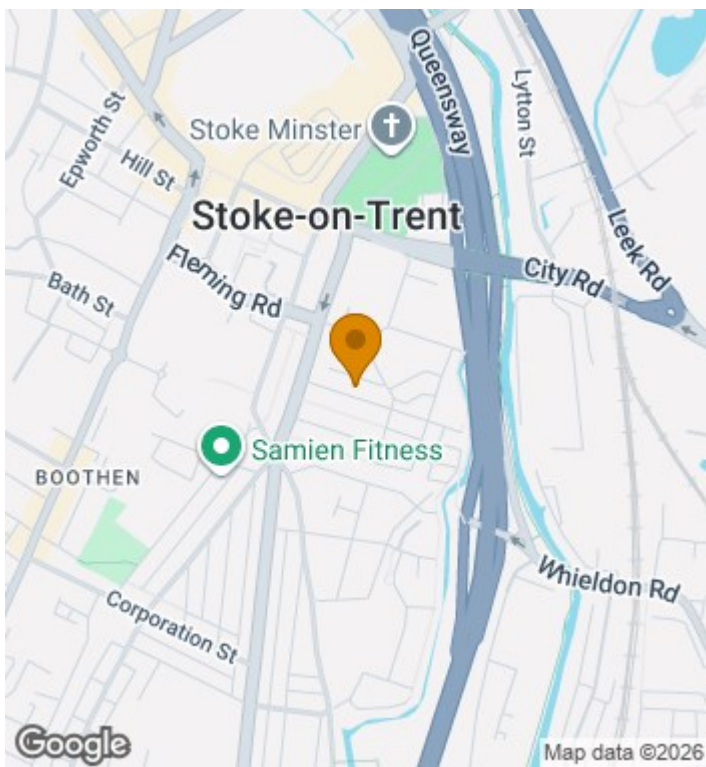 Queensway
Lytton St
Epworth St
Stoke Minster
Hill St
Leek Rd
Stoke-on-Trent
Fleming Rd
City Rd
Bath St
Samien Fitness
BOOTHEN
Whieldon Rd
Corporation St
Google
Map data ©2026